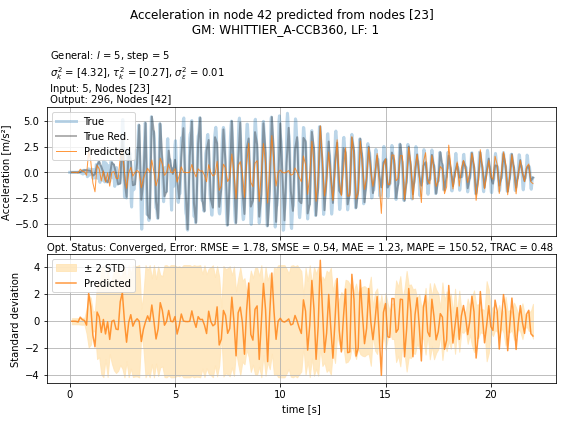 Acceleration in node 42 predicted from nodes [23]
GM: WHITTIER_A-CCB360, LF: 1
General: l = 5, step = 5
σ²ₖ = [4.32], τ²ₖ = [0.27], σ²ε = 0.01
Input: 5, Nodes [23]
Output: 296, Nodes [42]
True
True Red.
Predicted
Acceleration [m/s²]
5.0
2.5
0.0
−2.5
−5.0
Opt. Status: Converged, Error: RMSE = 1.78, SMSE = 0.54, MAE = 1.23, MAPE = 150.52, TRAC = 0.48
± 2 STD
Predicted
Standard deviation
4
2
0
−2
−4
0 5 10 15 20
time [s]